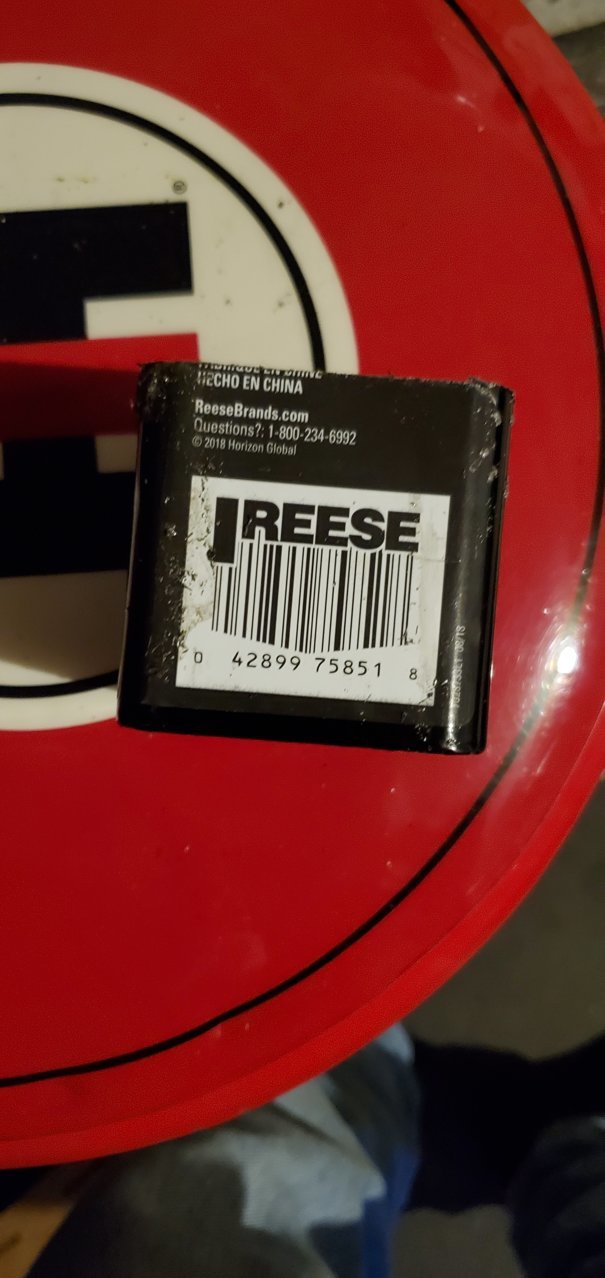 ®
HECHO EN CHINA
ReeseBrands.com
Questions?: 1-800-234-6992
© 2018 Horizon Global
REESE
0 42899 75851 8